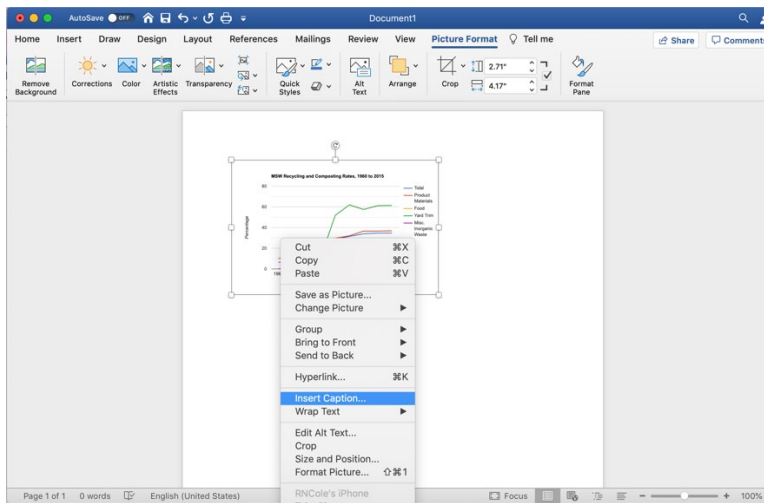 AutoSave OFF
Document1
Home Insert Draw Design Layout References Mailings Review View Picture Format Tell me
Share Comments
Remove Background
Corrections
Color
Artistic Effects
Transparency
Quick Styles
Alt Text
Arrange
Crop
2.71"
4.17"
Format Pane
MSW Recycling and Composting Rates, 1960 to 2015
Percentage
80
60
40
20
0
Total
Product Materials
Food
Yard Trim
Misc. Inorganic Waste
Cut ⌘X
Copy ⌘C
Paste ⌘V
Save as Picture...
Change Picture
Group
Bring to Front
Send to Back
Hyperlink... ⌘K
Insert Caption...
Wrap Text
Edit Alt Text...
Crop
Size and Position...
Format Picture... ⇧⌘1
RNCole's iPhone
Page 1 of 1 0 words English (United States) Focus 100%